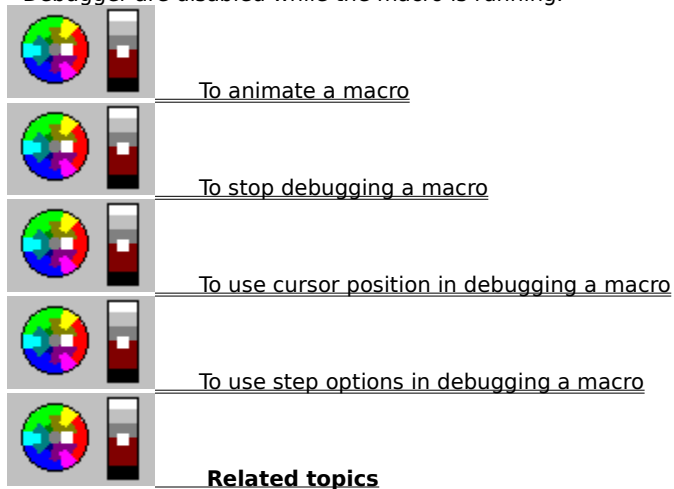 Debugger are disabled while the macro is running.
To animate a macro
To stop debugging a macro
To use cursor position in debugging a macro
To use step options in debugging a macro
Related topics